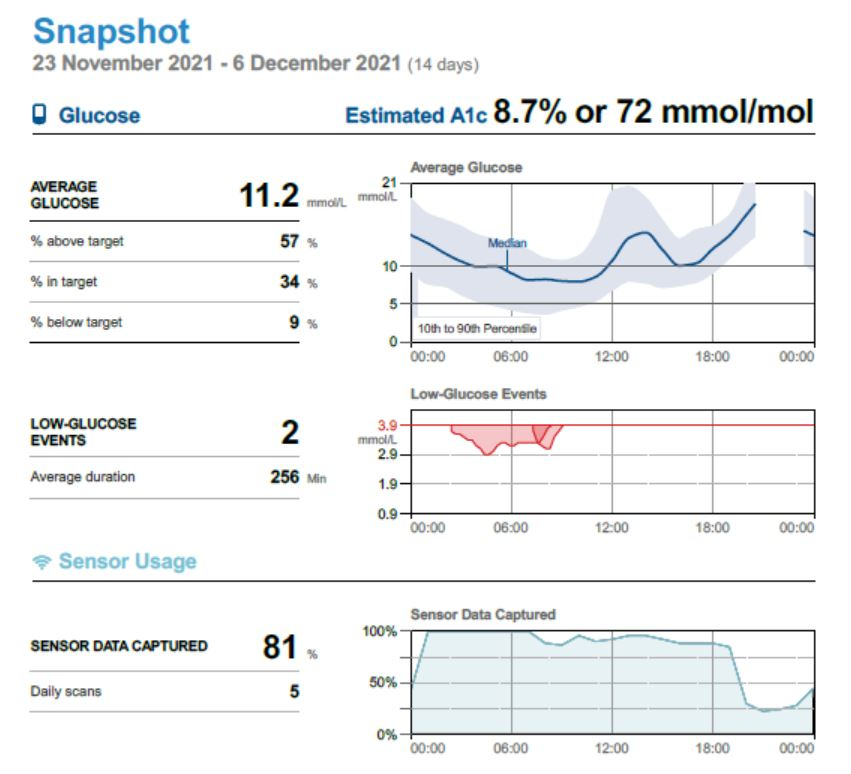 Snapshot
23 November 2021 - 6 December 2021 (14 days)
Glucose
Estimated A1c 8.7% or 72 mmol/mol
AVERAGE
GLUCOSE
11.2 mmol/L
% above target 57 %
% in target 34 %
% below target 9 %
Average Glucose
21
mmol/L
10
5
0
Median
10th to 90th Percentile
00:00 06:00 12:00 18:00 00:00
LOW-GLUCOSE
EVENTS
2
Average duration 256 Min
Low-Glucose Events
3.9
mmol/L
2.9
1.9
0.9
00:00 06:00 12:00 18:00 00:00
Sensor Usage
SENSOR DATA CAPTURED 81 %
Daily scans 5
Sensor Data Captured
100%
50%
0%
00:00 06:00 12:00 18:00 00:00